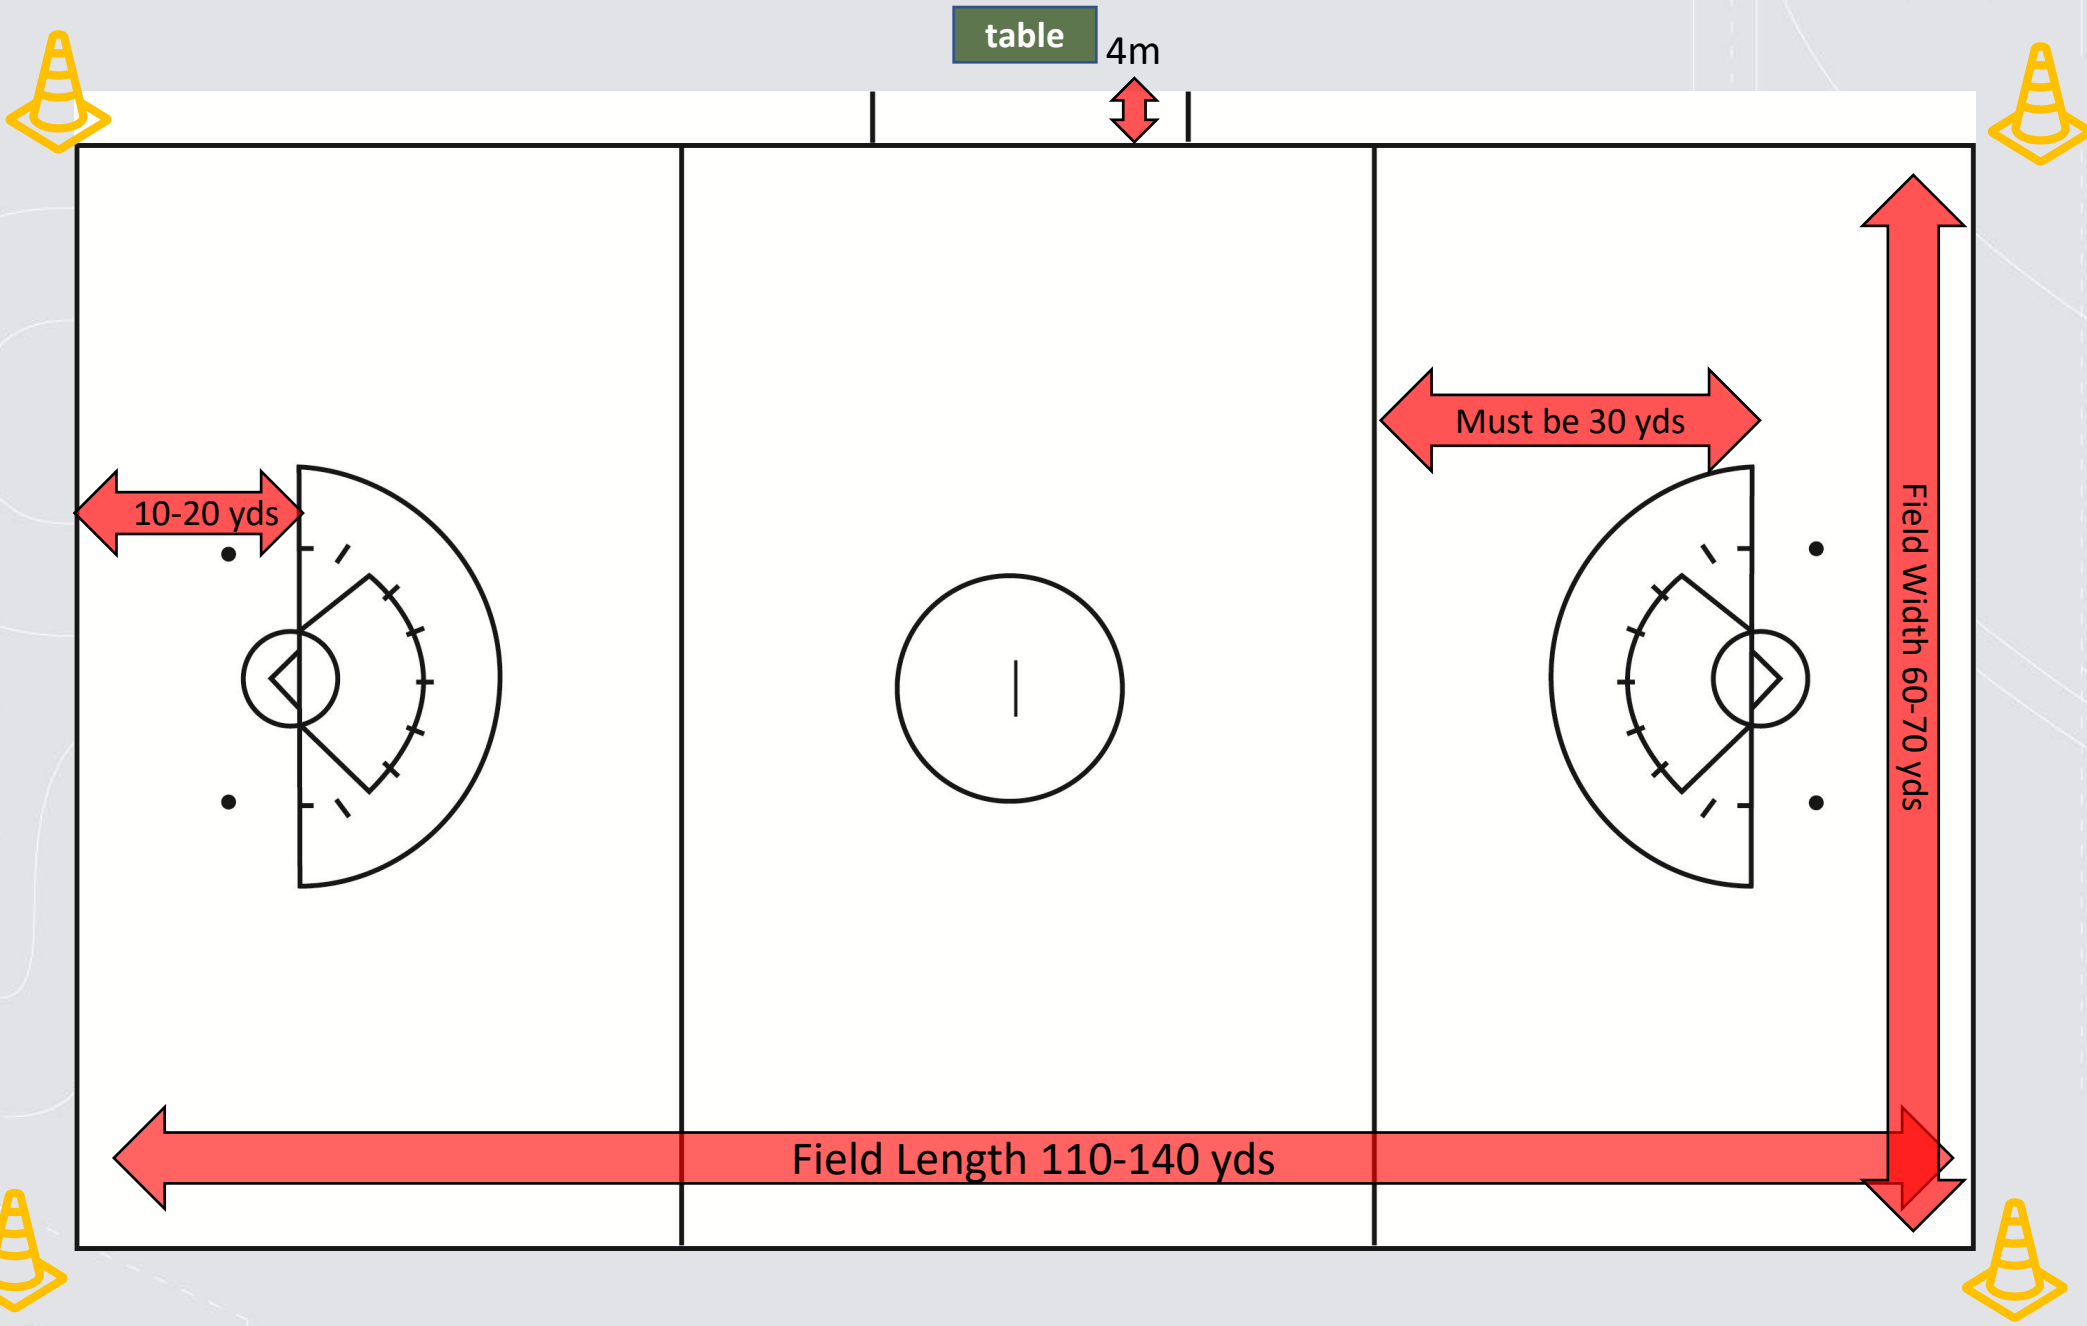 table
4m
Must be 30 yds
10-20 yds
Field Width 60-70 yds
Field Length 110-140 yds